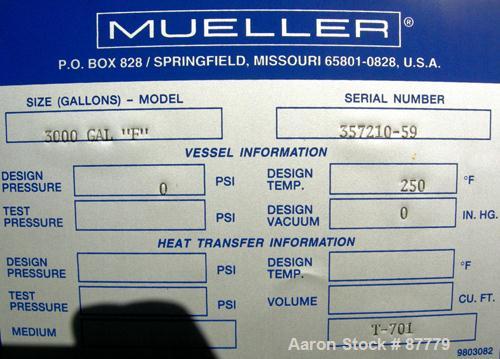 MUELLER®
P.O. BOX 828 / SPRINGFIELD, MISSOURI 65801-0828, U.S.A.
SIZE (GALLONS) – MODEL SERIAL NUMBER
3000 GAL "F" 357210-59
VESSEL INFORMATION
DESIGN PRESSURE 0 PSI DESIGN TEMP. 250 °F
TEST PRESSURE PSI DESIGN VACUUM 0 IN. HG.
HEAT TRANSFER INFORMATION
DESIGN PRESSURE PSI DESIGN TEMP. °F
TEST PRESSURE PSI VOLUME CU. FT.
MEDIUM T-701
9803082
Aaron Stock # 87779